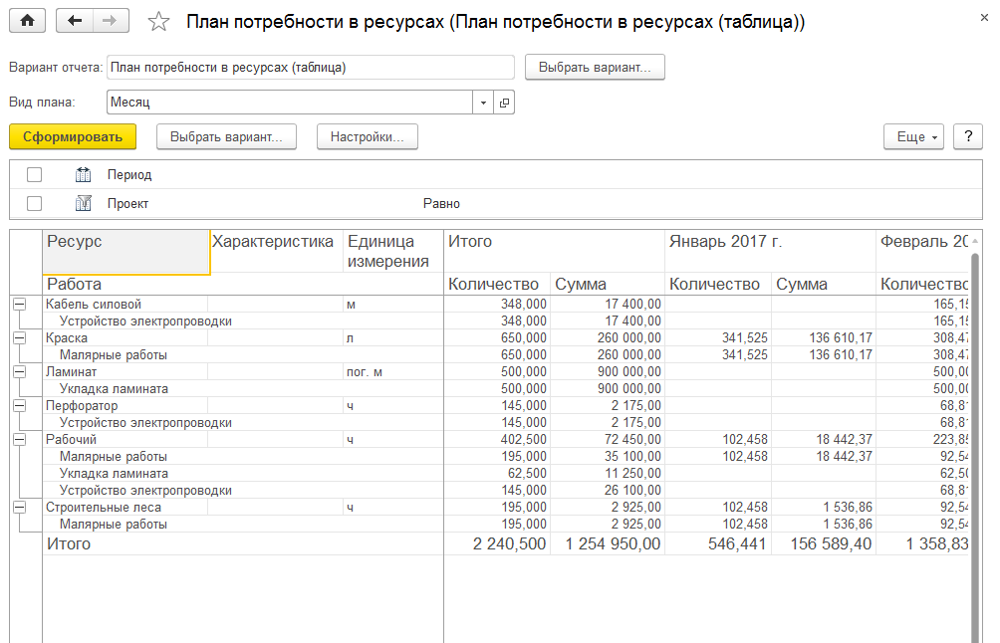 План потребности в ресурсах (План потребности в ресурсах (таблица))
Вариант отчета: План потребности в ресурсах (таблица) Выбрать вариант...
Вид плана: Месяц
Сформировать Выбрать вариант... Настройки... Еще ?
Период
Проект Равно
Ресурс Характеристика Единица измерения Итого Январь 2017 г. Февраль 20
Работа Количество Сумма Количество Сумма Количество
Кабель силовой м 348,000 17 400,00 165,15
Устройство электропроводки 348,000 17 400,00 165,15
Краска л 650,000 260 000,00 341,525 136 610,17 308,47
Малярные работы 650,000 260 000,00 341,525 136 610,17 308,47
Ламинат пог. м 500,000 900 000,00 500,00
Укладка ламината 500,000 900 000,00 500,00
Перфоратор ч 145,000 2 175,00 68,81
Устройство электропроводки 145,000 2 175,00 68,81
Рабочий ч 402,500 72 450,00 102,458 18 442,37 223,85
Малярные работы 195,000 35 100,00 102,458 18 442,37 92,54
Укладка ламината 62,500 11 250,00 62,50
Устройство электропроводки 145,000 26 100,00 68,81
Строительные леса ч 195,000 2 925,00 102,458 1 536,86 92,54
Малярные работы 195,000 2 925,00 102,458 1 536,86 92,54
Итого 2 240,500 1 254 950,00 546,441 156 589,40 1 358,83